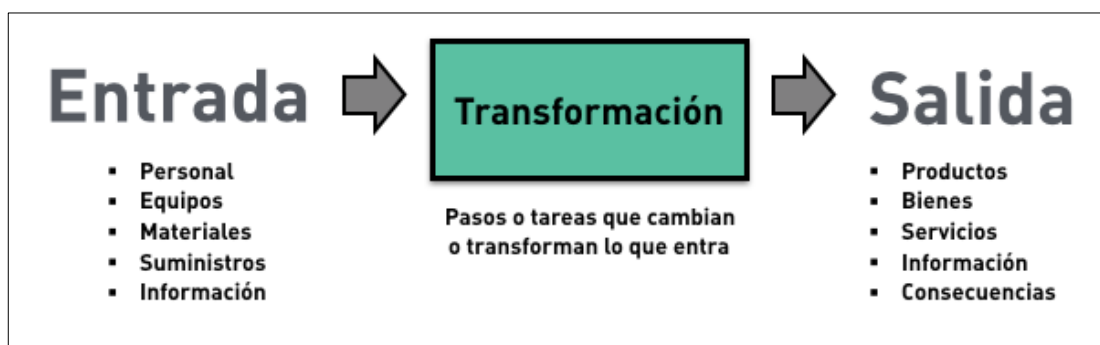 Entrada
▪ Personal
▪ Equipos
▪ Materiales
▪ Suministros
▪ Información
Transformación
Pasos o tareas que cambian
o transforman lo que entra
Salida
▪ Productos
▪ Bienes
▪ Servicios
▪ Información
▪ Consecuencias